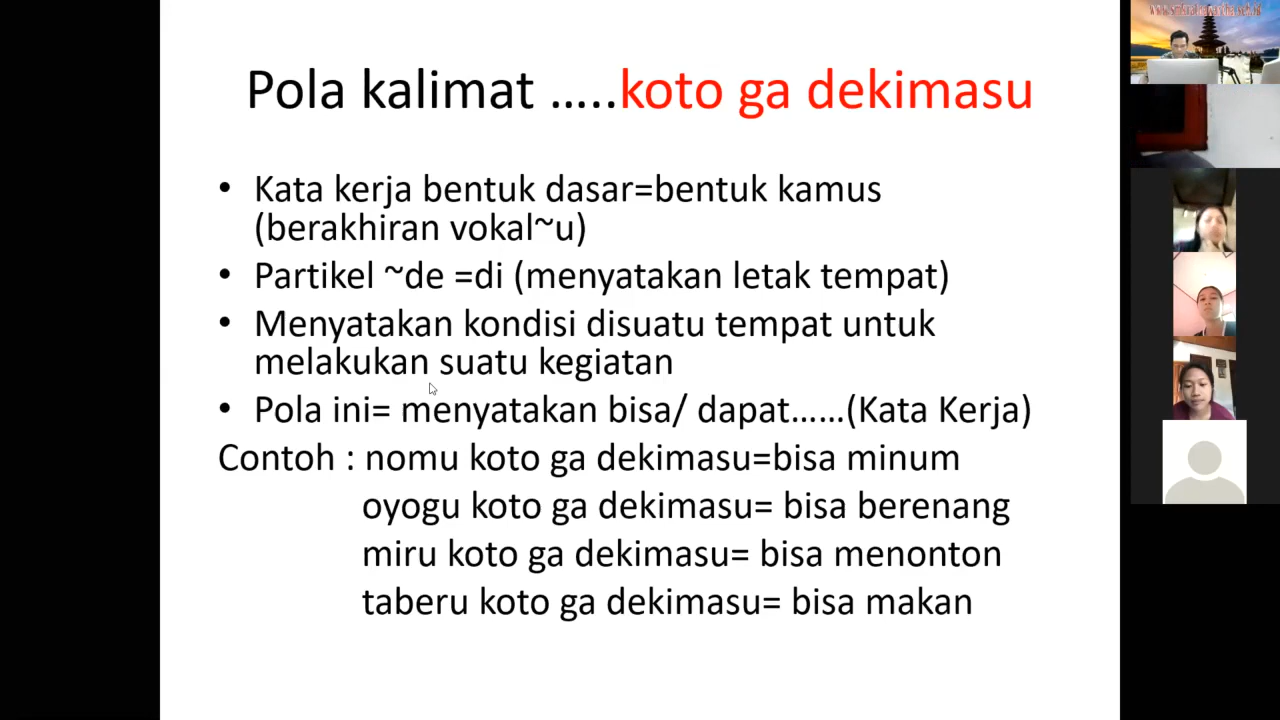 Pola kalimat …..koto ga dekimasu
• Kata kerja bentuk dasar=bentuk kamus
(berakhiran vokal~u)
• Partikel ~de =di (menyatakan letak tempat)
• Menyatakan kondisi disuatu tempat untuk
melakukan suatu kegiatan
• Pola ini= menyatakan bisa/ dapat……(Kata Kerja)
Contoh : nomu koto ga dekimasu=bisa minum
oyogu koto ga dekimasu= bisa berenang
miru koto ga dekimasu= bisa menonton
taberu koto ga dekimasu= bisa makan